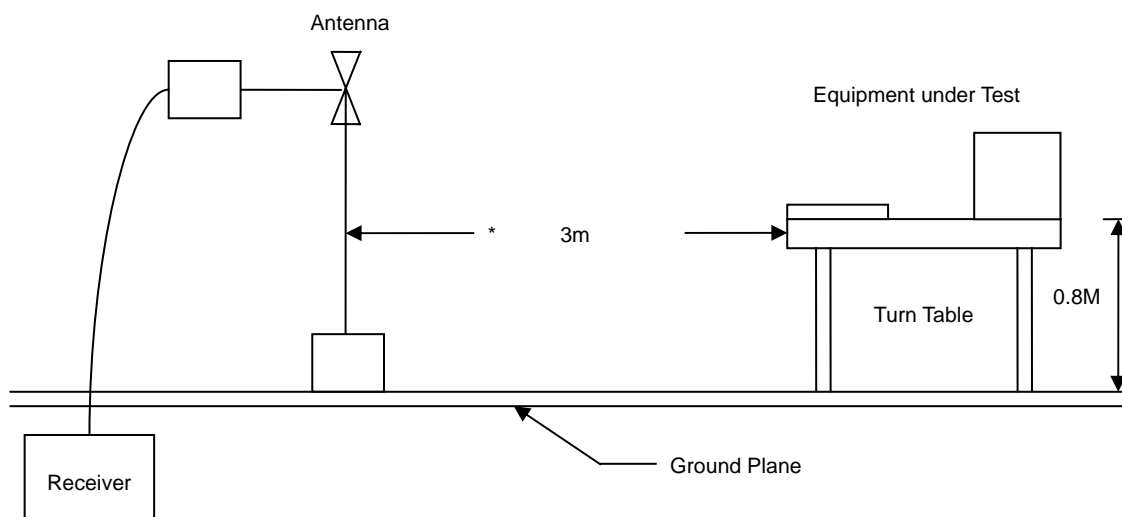 Antenna
Equipment under Test
* 3m
0.8M
Turn Table
Ground Plane
Receiver